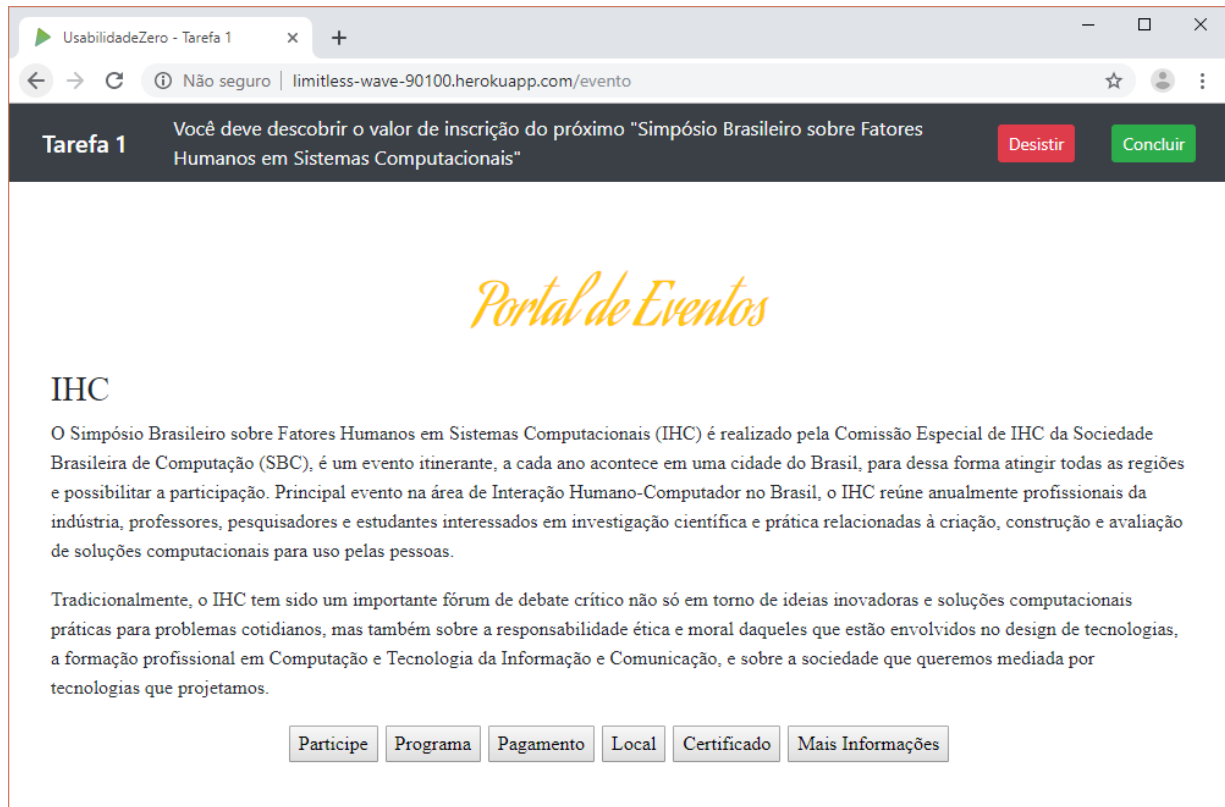 UsabilidadeZero - Tarefa 1
Não seguro | limitless-wave-90100.herokuapp.com/evento
Tarefa 1
Você deve descobrir o valor de inscrição do próximo "Simpósio Brasileiro sobre Fatores
Humanos em Sistemas Computacionais"
Desistir
Concluir
Portal de Eventos
IHC
O Simpósio Brasileiro sobre Fatores Humanos em Sistemas Computacionais (IHC) é realizado pela Comissão Especial de IHC da Sociedade
Brasileira de Computação (SBC), é um evento itinerante, a cada ano acontece em uma cidade do Brasil, para dessa forma atingir todas as regiões
e possibilitar a participação. Principal evento na área de Interação Humano-Computador no Brasil, o IHC reúne anualmente profissionais da
indústria, professores, pesquisadores e estudantes interessados em investigação científica e prática relacionadas à criação, construção e avaliação
de soluções computacionais para uso pelas pessoas.
Tradicionalmente, o IHC tem sido um importante fórum de debate crítico não só em torno de ideias inovadoras e soluções computacionais
práticas para problemas cotidianos, mas também sobre a responsabilidade ética e moral daqueles que estão envolvidos no design de tecnologias,
a formação profissional em Computação e Tecnologia da Informação e Comunicação, e sobre a sociedade que queremos mediada por
tecnologias que projetamos.
Participe Programa Pagamento Local Certificado Mais Informações